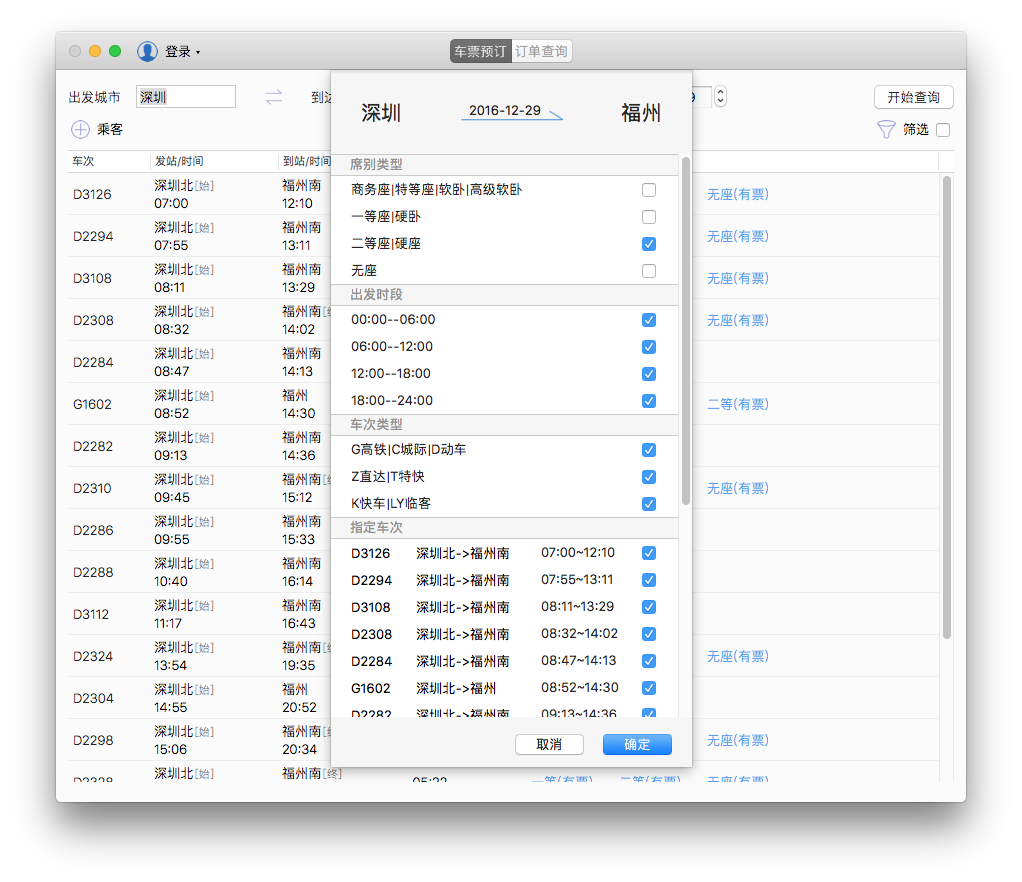 登录
车票预订 订单查询
出发城市 深圳 到达 9 开始查询
乘客 筛选
深圳 2016-12-29 福州
车次 发站/时间 到站/时间
席别类型
商务座|特等座|软卧|高级软卧
一等座|硬卧
二等座|硬座
无座
出发时段
00:00--06:00
06:00--12:00
12:00--18:00
18:00--24:00
车次类型
G高铁|C城际|D动车
Z直达|T特快
K快车|LY临客
指定车次
D3126 深圳北->福州南 07:00~12:10
D2294 深圳北->福州南 07:55~13:11
D3108 深圳北->福州南 08:11~13:29
D2308 深圳北->福州南 08:32~14:02
D2284 深圳北->福州南 08:47~14:13
G1602 深圳北->福州 08:52~14:30
D2282 深圳北->福州南 09:13~14:36
取消 确定
D3126 深圳北[始] 福州南 无座(有票)
07:00 12:10
D2294 深圳北[始] 福州南 无座(有票)
07:55 13:11
D3108 深圳北[始] 福州南 无座(有票)
08:11 13:29
D2308 深圳北[始] 福州南[终 无座(有票)
08:32 14:02
D2284 深圳北[始] 福州南
08:47 14:13
G1602 深圳北[始] 福州 二等(有票)
08:52 14:30
D2282 深圳北[始] 福州南
09:13 14:36
D2310 深圳北[始] 福州南[终 无座(有票)
09:45 15:12
D2286 深圳北[始] 福州南
09:55 15:33
D2288 深圳北[始] 福州南
10:40 16:14
D3112 深圳北[始] 福州南
11:17 16:43
D2324 深圳北[始] 福州南[终 无座(有票)
13:54 19:35
D2304 深圳北[始] 福州
14:55 20:52
D2298 深圳北[始] 福州南[终 无座(有票)
15:06 20:34
D2328 深圳北[始] 福州南[终] 05:22 一等(有票) 二等(有票) 无座(有票)